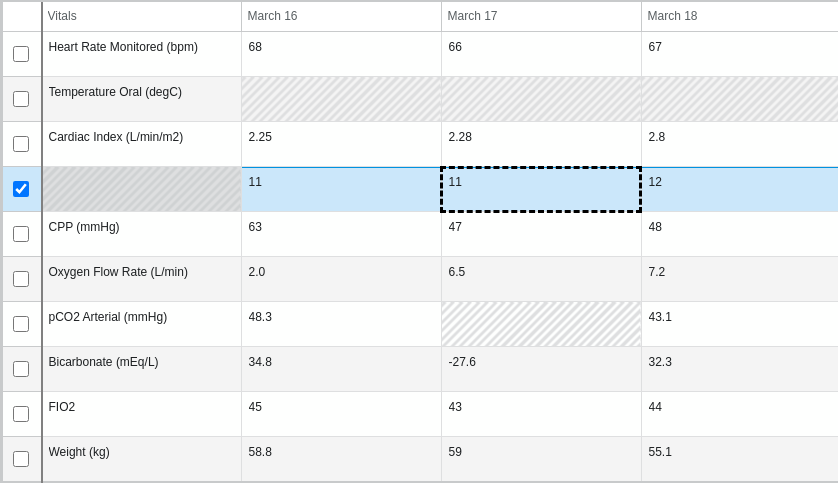 Vitals March 16 March 17 March 18
Heart Rate Monitored (bpm) 68 66 67
Temperature Oral (degC)
Cardiac Index (L/min/m2) 2.25 2.28 2.8
11 11 12
CPP (mmHg) 63 47 48
Oxygen Flow Rate (L/min) 2.0 6.5 7.2
pCO2 Arterial (mmHg) 48.3 43.1
Bicarbonate (mEq/L) 34.8 -27.6 32.3
FIO2 45 43 44
Weight (kg) 58.8 59 55.1